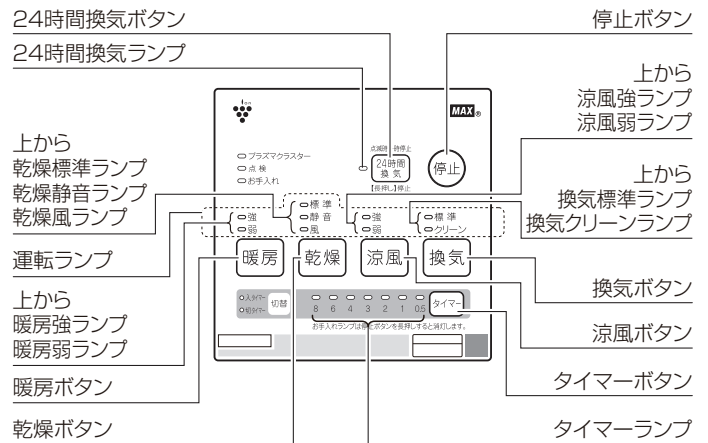 24時間換気ボタン
24時間換気ランプ
停止ボタン
上から
涼風強ランプ
涼風弱ランプ
上から
乾燥標準ランプ
乾燥静音ランプ
乾燥風ランプ
上から
換気標準ランプ
換気クリーンランプ
運転ランプ
上から
暖房強ランプ
暖房弱ランプ
暖房ボタン
乾燥ボタン
換気ボタン
涼風ボタン
タイマーボタン
タイマーランプ
MAX®
プラズマクラスター
点検
お手入れ
点滅時一時停止
24時間
換気
【長押し】停止
停止
強
弱
標準
静音
風
強
弱
標準
クリーン
暖房
乾燥
涼風
換気
入タイマー
切タイマー
切替
8 6 4 3 2 1 0.5
タイマー
お手入れランプは停止ボタンを長押しすると消灯します。